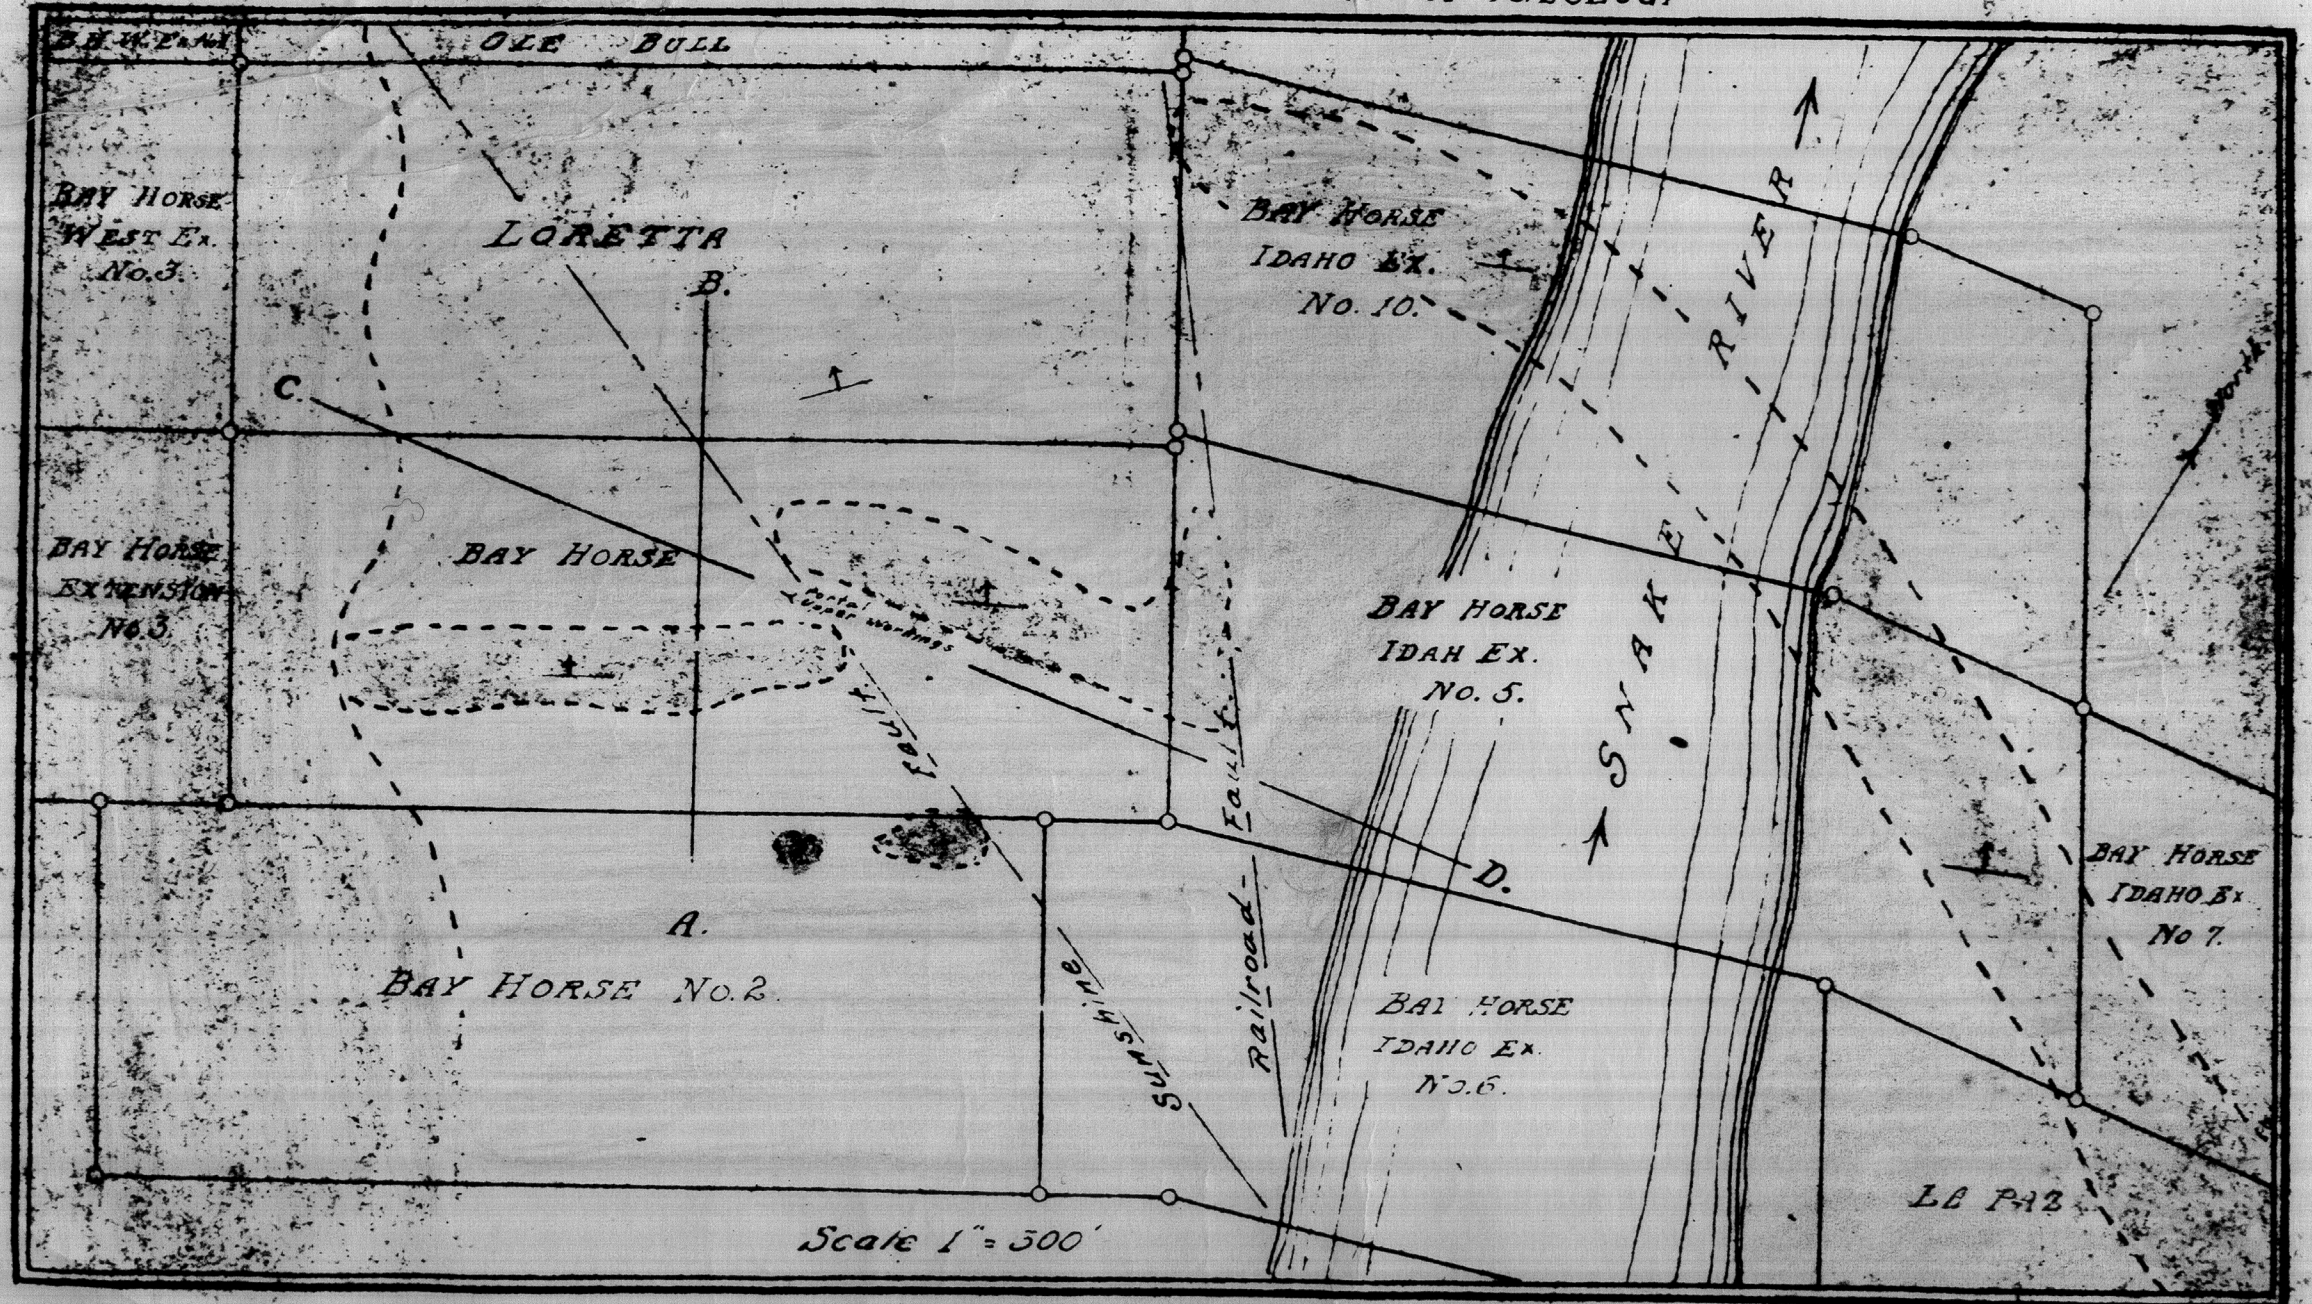 OLE BULL
BAY HORSE
WEST Ex.
No. 3.
LORETTA
B.
BAY HORSE
IDAHO EX.
No. 10.
RIVER
North
C.
BAY HORSE
EXTENSION
No. 3
BAY HORSE
Portal
Upper Workings
BAY HORSE
IDAH EX.
No. 5.
SNAKE
Fault
Fault
D.
BAY HORSE
IDAHO Ex
No 7.
A.
BAY HORSE No. 2.
Sunshine
Railroad-
BAY HORSE
IDAHO Ex.
No. 6.
LE PAZ
Scale 1" = 300'